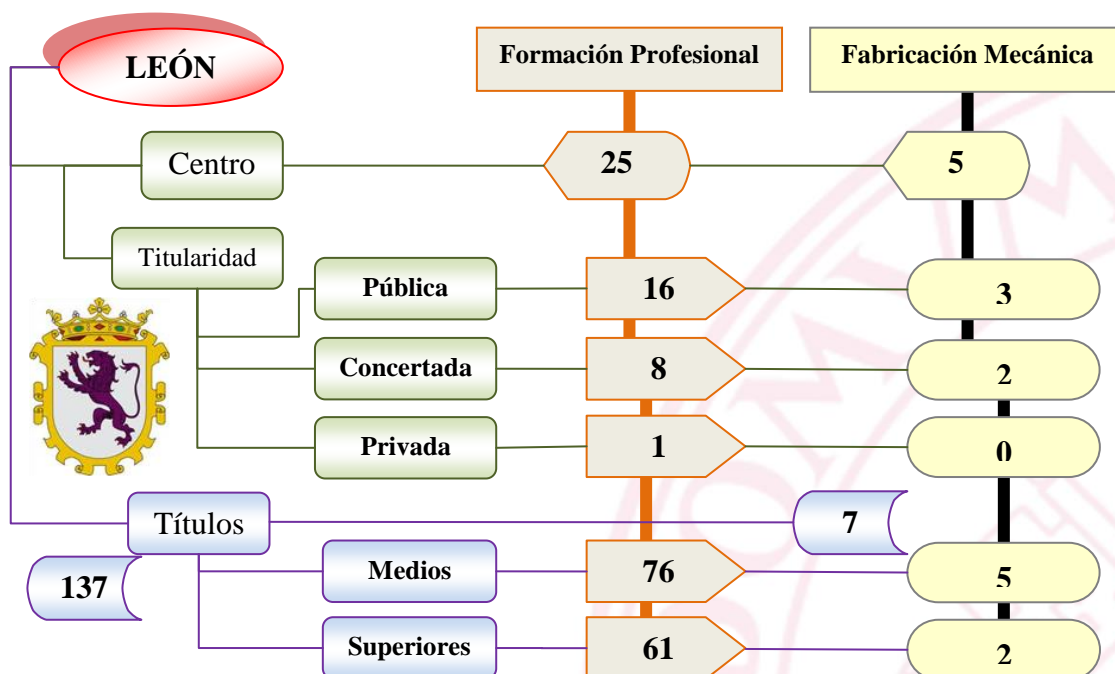 LEÓN
Formación Profesional
Fabricación Mecánica
Centro
25
5
Titularidad
Pública
16
3
Concertada
8
2
Privada
1
0
Títulos
7
137
Medios
76
5
Superiores
61
2